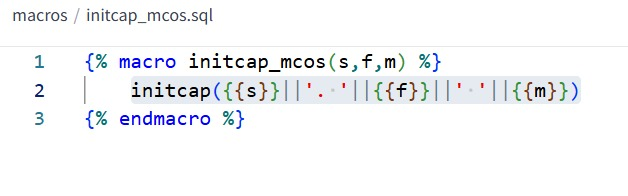 macros / initcap_mcos.sql
1 {% macro initcap_mcos(s,f,m) %}
2 initcap({{s}}||'. '||{{f}}||' '||{{m}})
3 {% endmacro %}